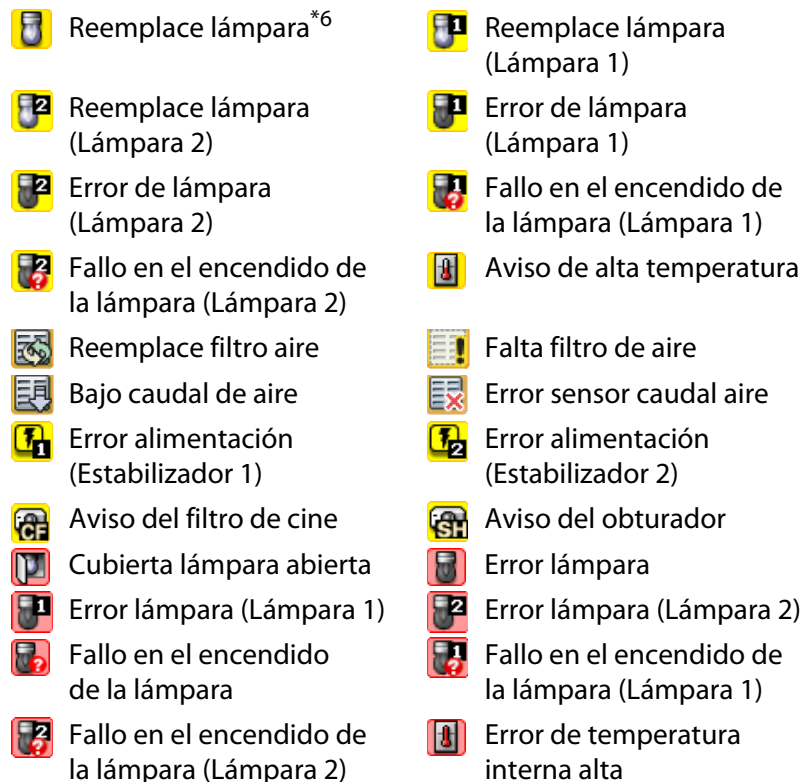 Reemplace lámpara*6
Reemplace lámpara
(Lámpara 1)
Reemplace lámpara
(Lámpara 2)
Error de lámpara
(Lámpara 1)
Error de lámpara
(Lámpara 2)
Fallo en el encendido de
la lámpara (Lámpara 1)
Fallo en el encendido de
la lámpara (Lámpara 2)
Aviso de alta temperatura
Reemplace filtro aire
Falta filtro de aire
Bajo caudal de aire
Error sensor caudal aire
Error alimentación
(Estabilizador 1)
Error alimentación
(Estabilizador 2)
CF Aviso del filtro de cine
SH Aviso del obturador
Cubierta lámpara abierta
Error lámpara
Error lámpara (Lámpara 1)
Error lámpara (Lámpara 2)
Fallo en el encendido
de la lámpara
Fallo en el encendido de
la lámpara (Lámpara 1)
Fallo en el encendido de
la lámpara (Lámpara 2)
Error de temperatura
interna alta